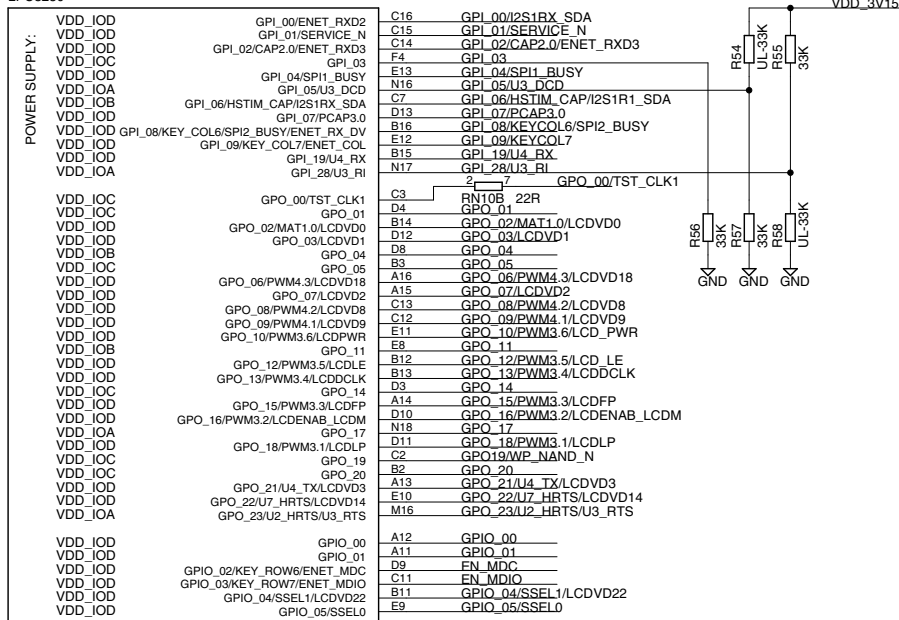 VDD_3V15
POWER SUPPLY:
VDD_IOD GPI_00/ENET_RXD2 C16 GPI_00/I2S1RX_SDA
VDD_IOD GPI_01/SERVICE_N C15 GPI_01/SERVICE_N
VDD_IOD GPI_02/CAP2.0/ENET_RXD3 C14 GPI_02/CAP2.0/ENET_RXD3
VDD_IOC GPI_03 F4 GPI_03
VDD_IOD GPI_04/SPI1_BUSY E13 GPI_04/SPI1_BUSY
VDD_IOA GPI_05/U3_DCD N16 GPI_05/U3_DCD
VDD_IOB GPI_06/HSTIM_CAP/I2S1RX_SDA C7 GPI_06/HSTIM_CAP/I2S1R1_SDA
VDD_IOD GPI_07/PCAP3.0 D13 GPI_07/PCAP3.0
VDD_IOD GPI_08/KEY_COL6/SPI2_BUSY/ENET_RX_DV B16 GPI_08/KEYCOL6/SPI2_BUSY
VDD_IOD GPI_09/KEY_COL7/ENET_COL E12 GPI_09/KEYCOL7
VDD_IOD GPI_19/U4_RX B15 GPI_19/U4_RX
VDD_IOA GPI_28/U3_RI N17 GPI_28/U3_RI
R54 UL-33K
R55 33K
2 7 GPO_00/TST_CLK1
RN10B 22R
VDD_IOC GPO_00/TST_CLK1 C3
VDD_IOC GPO_01 D4 GPO_01
VDD_IOD GPO_02/MAT1.0/LCDVD0 B14 GPO_02/MAT1.0/LCDVD0
VDD_IOD GPO_03/LCDVD1 D12 GPO_03/LCDVD1
VDD_IOB GPO_04 D8 GPO_04
VDD_IOC GPO_05 B3 GPO_05
VDD_IOD GPO_06/PWM4.3/LCDVD18 A16 GPO_06/PWM4.3/LCDVD18
VDD_IOD GPO_07/LCDVD2 A15 GPO_07/LCDVD2
VDD_IOD GPO_08/PWM4.2/LCDVD8 C13 GPO_08/PWM4.2/LCDVD8
VDD_IOD GPO_09/PWM4.1/LCDVD9 C12 GPO_09/PWM4.1/LCDVD9
VDD_IOD GPO_10/PWM3.6/LCDPWR E11 GPO_10/PWM3.6/LCD_PWR
VDD_IOB GPO_11 E8 GPO_11
VDD_IOD GPO_12/PWM3.5/LCDLE B12 GPO_12/PWM3.5/LCD_LE
VDD_IOD GPO_13/PWM3.4/LCDDCLK B13 GPO_13/PWM3.4/LCDDCLK
VDD_IOC GPO_14 D3 GPO_14
VDD_IOD GPO_15/PWM3.3/LCDFP A14 GPO_15/PWM3.3/LCDFP
VDD_IOD GPO_16/PWM3.2/LCDENAB_LCDM D10 GPO_16/PWM3.2/LCDENAB_LCDM
VDD_IOA GPO_17 N18 GPO_17
VDD_IOD GPO_18/PWM3.1/LCDLP D11 GPO_18/PWM3.1/LCDLP
VDD_IOC GPO_19 C2 GPO19/WP_NAND_N
VDD_IOC GPO_20 B2 GPO_20
VDD_IOD GPO_21/U4_TX/LCDVD3 A13 GPO_21/U4_TX/LCDVD3
VDD_IOD GPO_22/U7_HRTS/LCDVD14 E10 GPO_22/U7_HRTS/LCDVD14
VDD_IOA GPO_23/U2_HRTS/U3_RTS M16 GPO_23/U2_HRTS/U3_RTS
R56 33K
R57 33K
R58 UL-33K
GND GND GND
VDD_IOD GPIO_00 A12 GPIO_00
VDD_IOD GPIO_01 A11 GPIO_01
VDD_IOD GPIO_02/KEY_ROW6/ENET_MDC D9 EN_MDC
VDD_IOD GPIO_03/KEY_ROW7/ENET_MDIO C11 EN_MDIO
VDD_IOD GPIO_04/SSEL1/LCDVD22 B11 GPIO_04/SSEL1/LCDVD22
VDD_IOD GPIO_05/SSEL0 E9 GPIO_05/SSEL0